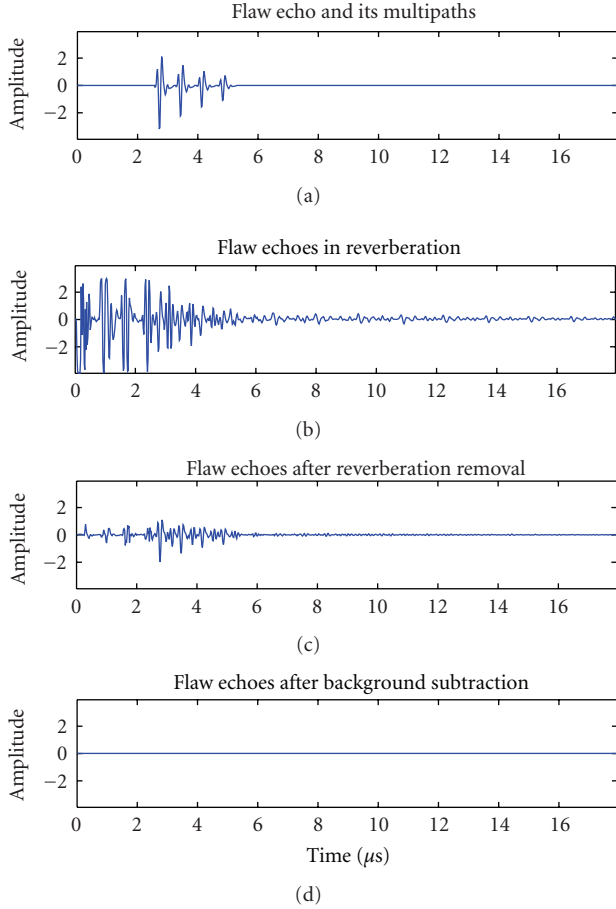 Flaw echo and its multipaths
Amplitude
2
0
−2
0 2 4 6 8 10 12 14 16
(a)
Flaw echoes in reverberation
Amplitude
2
0
−2
0 2 4 6 8 10 12 14 16
(b)
Flaw echoes after reverberation removal
Amplitude
2
0
−2
0 2 4 6 8 10 12 14 16
(c)
Flaw echoes after background subtraction
Amplitude
2
0
−2
0 2 4 6 8 10 12 14 16
Time (μs)
(d)